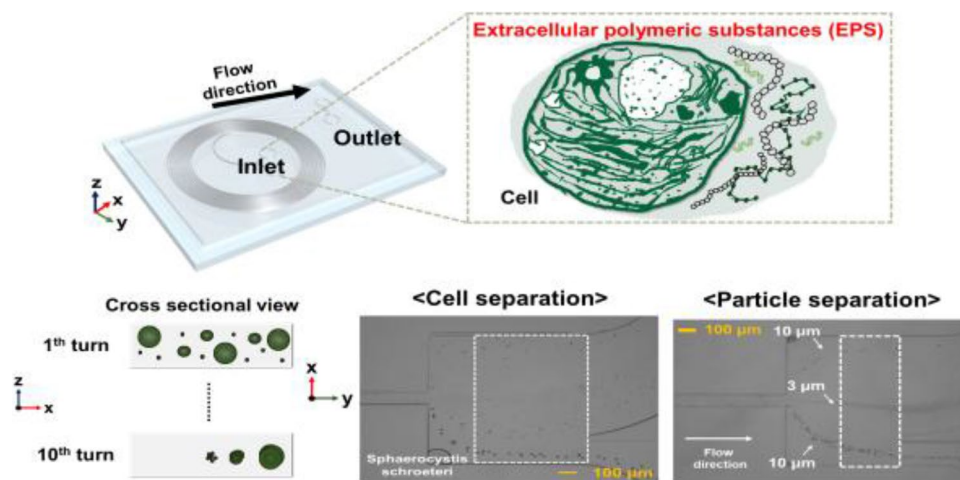 Extracellular polymeric substances (EPS)
Flow
direction
Outlet
Inlet
Cell
z
x
y
Cross sectional view
1th turn
10th turn
z
x
<Cell separation>
x
y
Sphaerocystis
schroeteri
100 μm
<Particle separation>
100 μm
10 μm
3 μm
10 μm
Flow
direction